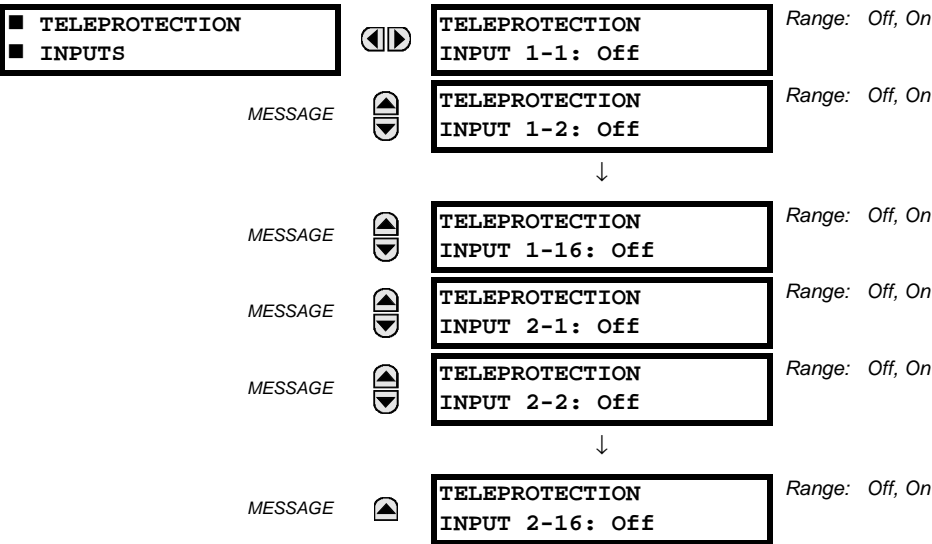 ■ TELEPROTECTION
■ INPUTS
TELEPROTECTION
INPUT 1-1: Off
Range: Off, On
MESSAGE
TELEPROTECTION
INPUT 1-2: Off
Range: Off, On
↓
MESSAGE
TELEPROTECTION
INPUT 1-16: Off
Range: Off, On
MESSAGE
TELEPROTECTION
INPUT 2-1: Off
Range: Off, On
MESSAGE
TELEPROTECTION
INPUT 2-2: Off
Range: Off, On
↓
MESSAGE
TELEPROTECTION
INPUT 2-16: Off
Range: Off, On